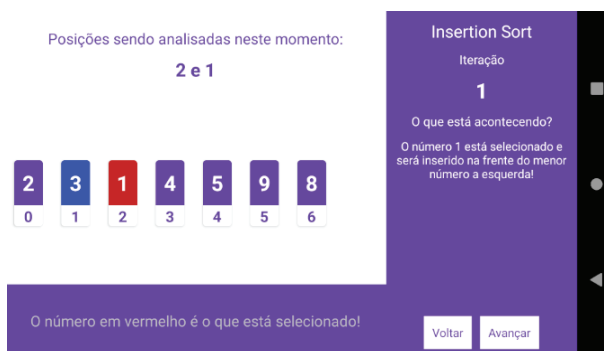 Posições sendo analisadas neste momento:
2 e 1
2 3 1 4 5 9 8
0 1 2 3 4 5 6
O número em vermelho é o que está selecionado!
Insertion Sort
Iteração
1
O que está acontecendo?
O número 1 está selecionado e
será inserido na frente do menor
número a esquerda!
Voltar Avançar